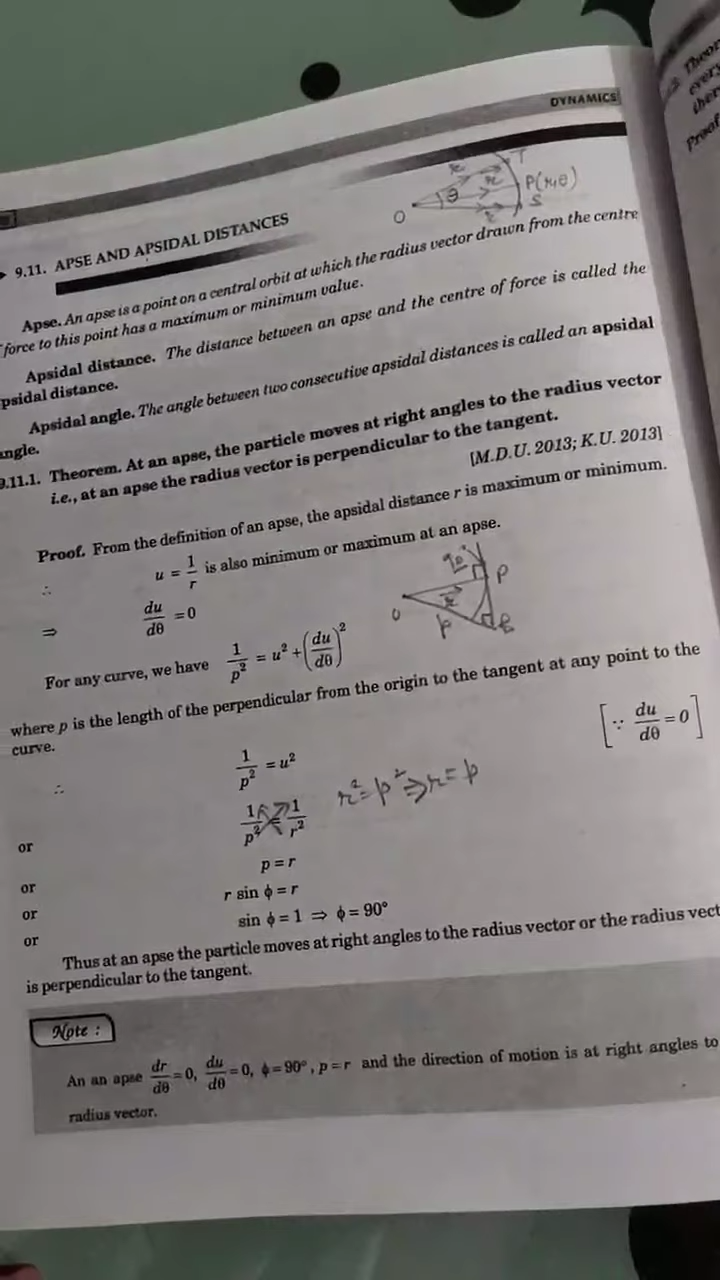 DYNAMICS
T
r
θ r P(r,θ)
O r S
9.11. APSE AND APSIDAL DISTANCES
Apse. An apse is a point on a central orbit at which the radius vector drawn from the centre
force to this point has a maximum or minimum value.
Apsidal distance. The distance between an apse and the centre of force is called the
psidal distance.
Apsidal angle. The angle between two consecutive apsidal distances is called an apsidal
angle.
9.11.1. Theorem. At an apse, the particle moves at right angles to the radius vector
i.e., at an apse the radius vector is perpendicular to the tangent.
[M.D.U. 2013; K.U. 2013]
Proof. From the definition of an apse, the apsidal distance r is maximum or minimum.
∴ u = 1/r is also minimum or maximum at an apse.
⇒ du/dθ = 0
90° P
O r
p
For any curve, we have 1/p² = u² + (du/dθ)²
where p is the length of the perpendicular from the origin to the tangent at any point to the
curve.
∴ 1/p² = u² [∵ du/dθ = 0]
or 1/p² = 1/r² r² = p² ⇒ r = p
or p = r
or r sin ϕ = r
or sin ϕ = 1 ⇒ ϕ = 90°
Thus at an apse the particle moves at right angles to the radius vector or the radius vect
is perpendicular to the tangent.
Note :
An an apse dr/dθ = 0, du/dθ = 0, ϕ = 90°, p = r and the direction of motion is at right angles to
radius vector.
Theor
every
ther
Proof